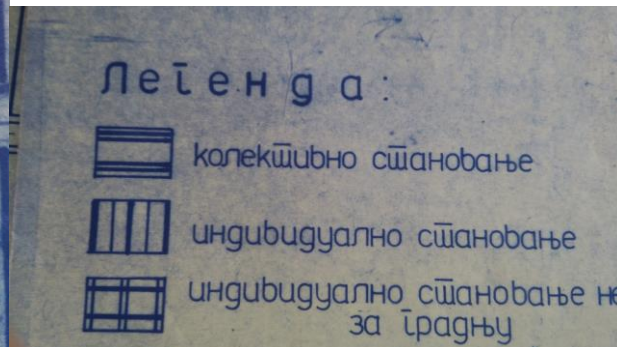 Легенда:
колективно становање
индивидуално становање
индивидуално становање
за градњу